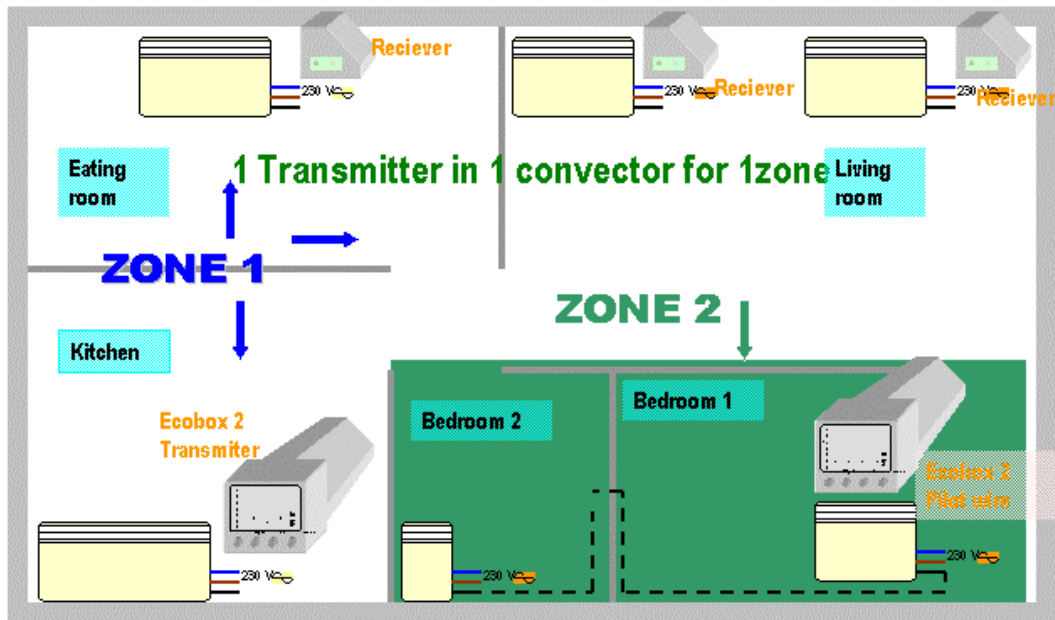 Reciever
230 V
230 V
Reciever
230 V
Reciever
Eating
room
1 Transmitter in 1 convector for 1zone
Living
room
ZONE 1
ZONE 2
Kitchen
Bedroom 2
Bedroom 1
Ecobox 2
Transmiter
Ecobox 2
Pilot wire
230 V
230 V
230 V